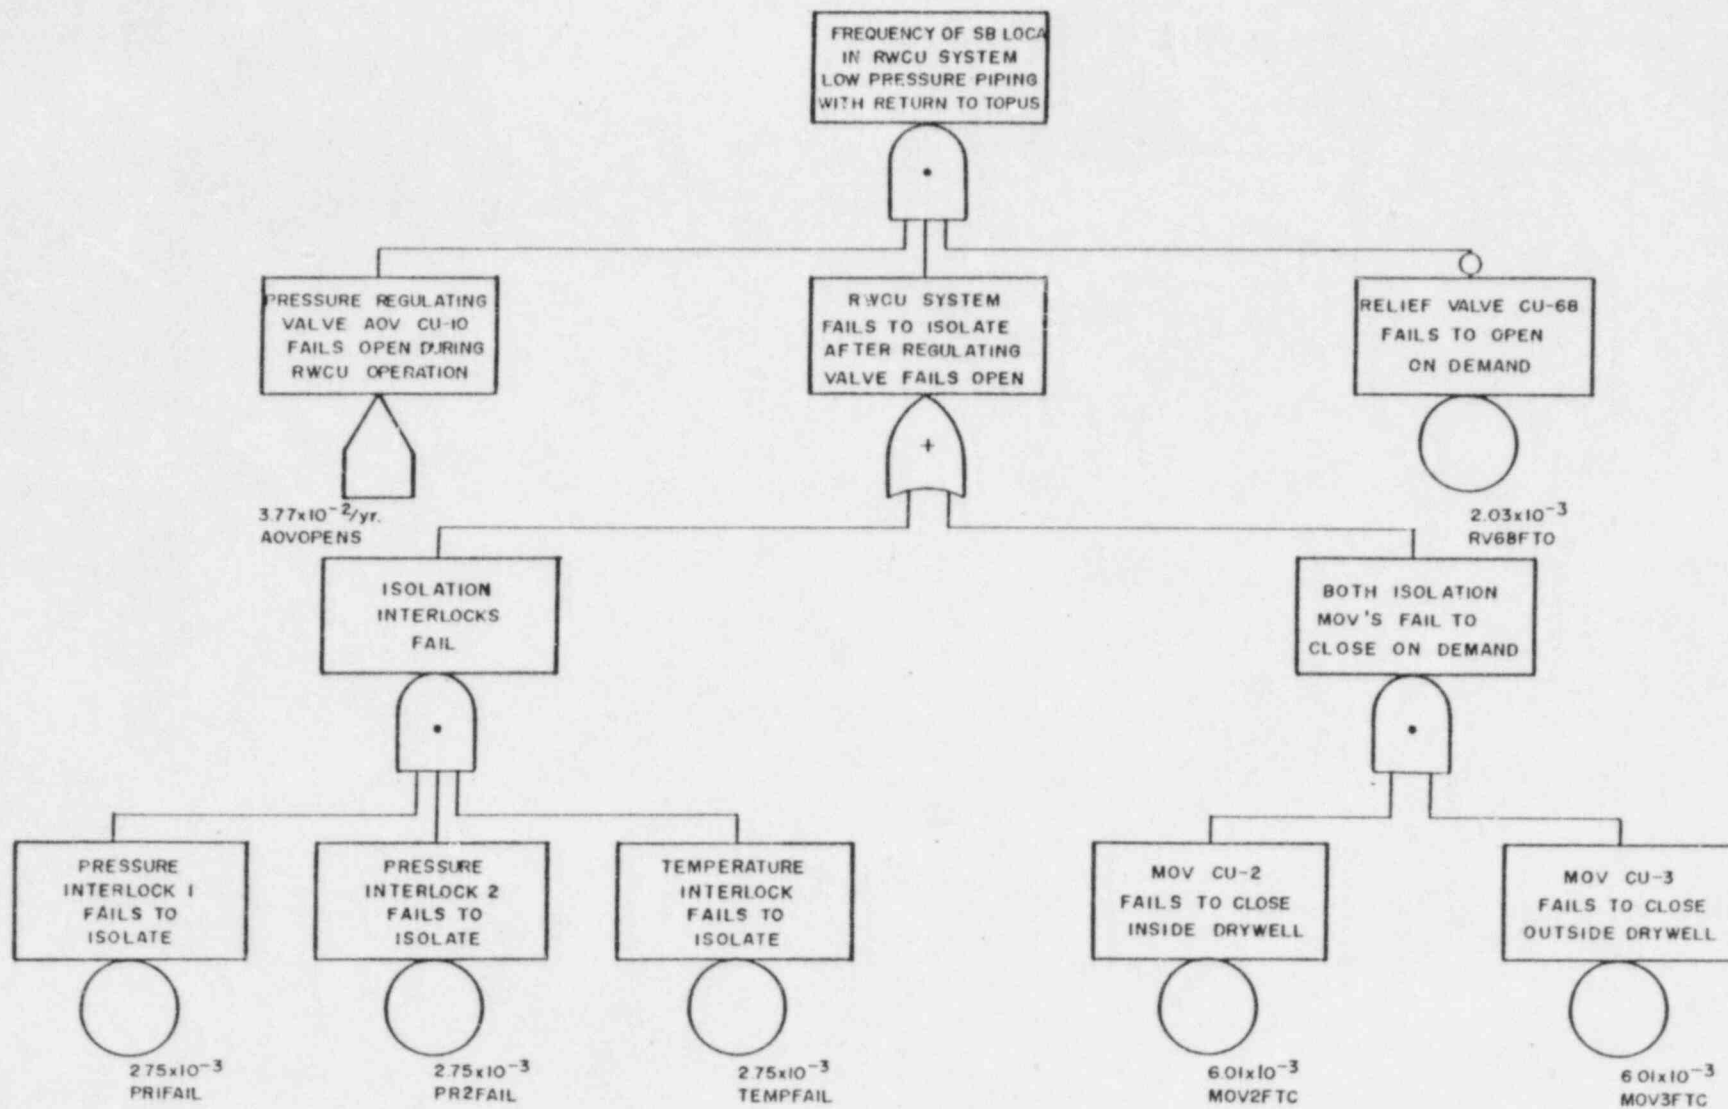 FREQUENCY OF SB LOCA
IN RWCU SYSTEM
LOW PRESSURE PIPING
WITH RETURN TO TOPUS
PRESSURE REGULATING
VALVE AOV CU-10
FAILS OPEN DURING
RWCU OPERATION
3.77x10-2/yr.
AOVOPENS
RWCU SYSTEM
FAILS TO ISOLATE
AFTER REGULATING
VALVE FAILS OPEN
+
RELIEF VALVE CU-68
FAILS TO OPEN
ON DEMAND
2.03x10-3
RV68FTO
ISOLATION
INTERLOCKS
FAIL
BOTH ISOLATION
MOV'S FAIL TO
CLOSE ON DEMAND
PRESSURE
INTERLOCK 1
FAILS TO
ISOLATE
2.75x10-3
PR1FAIL
PRESSURE
INTERLOCK 2
FAILS TO
ISOLATE
2.75x10-3
PR2FAIL
TEMPERATURE
INTERLOCK
FAILS TO
ISOLATE
2.75x10-3
TEMPFAIL
MOV CU-2
FAILS TO CLOSE
INSIDE DRYWELL
6.01x10-3
MOV2FTC
MOV CU-3
FAILS TO CLOSE
OUTSIDE DRYWELL
6.01x10-3
MOV3FTC